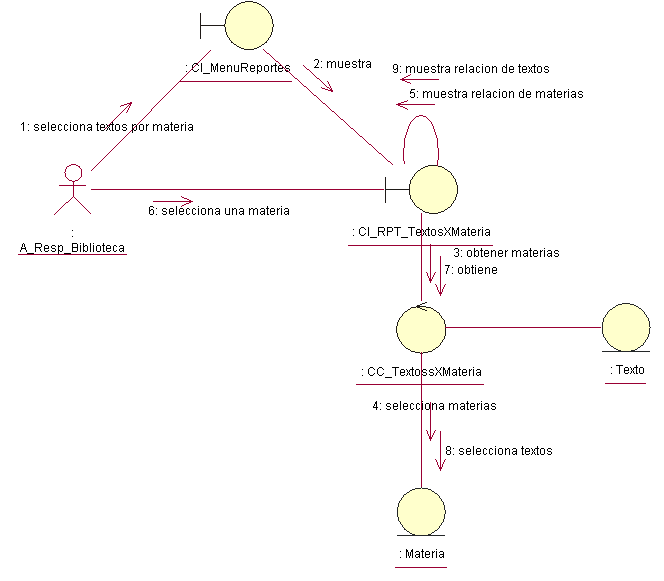 : CI_MenuReportes
2: muestra
9: muestra relacion de textos
5: muestra relacion de materias
1: selecciona textos por materia
6: selecciona una materia
:
A_Resp_Biblioteca
: CI_RPT_TextosXMateria
3: obtener materias
7: obtiene
: CC_TextossXMateria
: Texto
4: selecciona materias
8: selecciona textos
: Materia